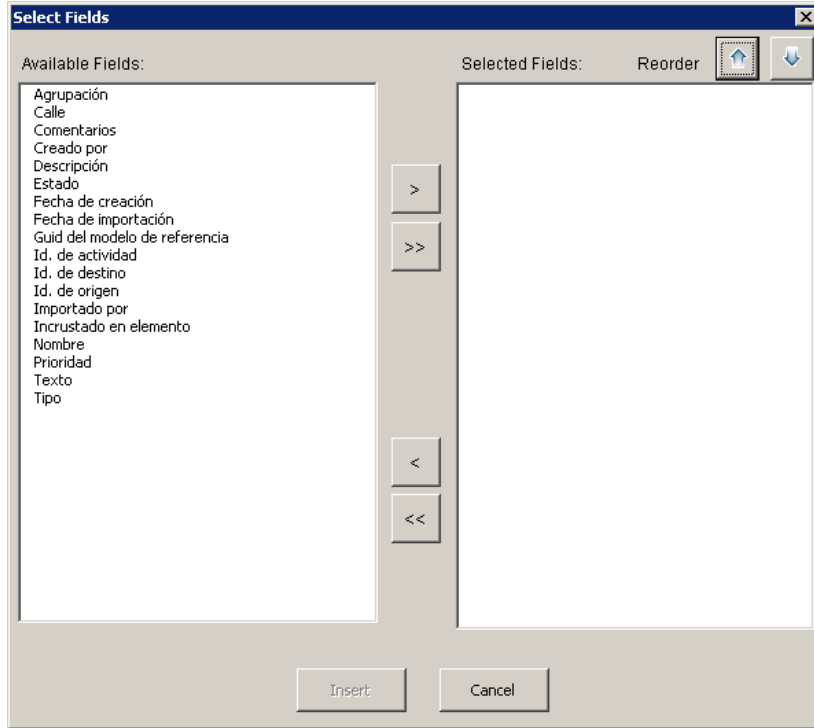 Select Fields
Available Fields:
Selected Fields:
Reorder
Agrupación
Calle
Comentarios
Creado por
Descripción
Estado
Fecha de creación
Fecha de importación
Guid del modelo de referencia
Id. de actividad
Id. de destino
Id. de origen
Importado por
Incrustado en elemento
Nombre
Prioridad
Texto
Tipo
>
>>
<
<<
Insert
Cancel